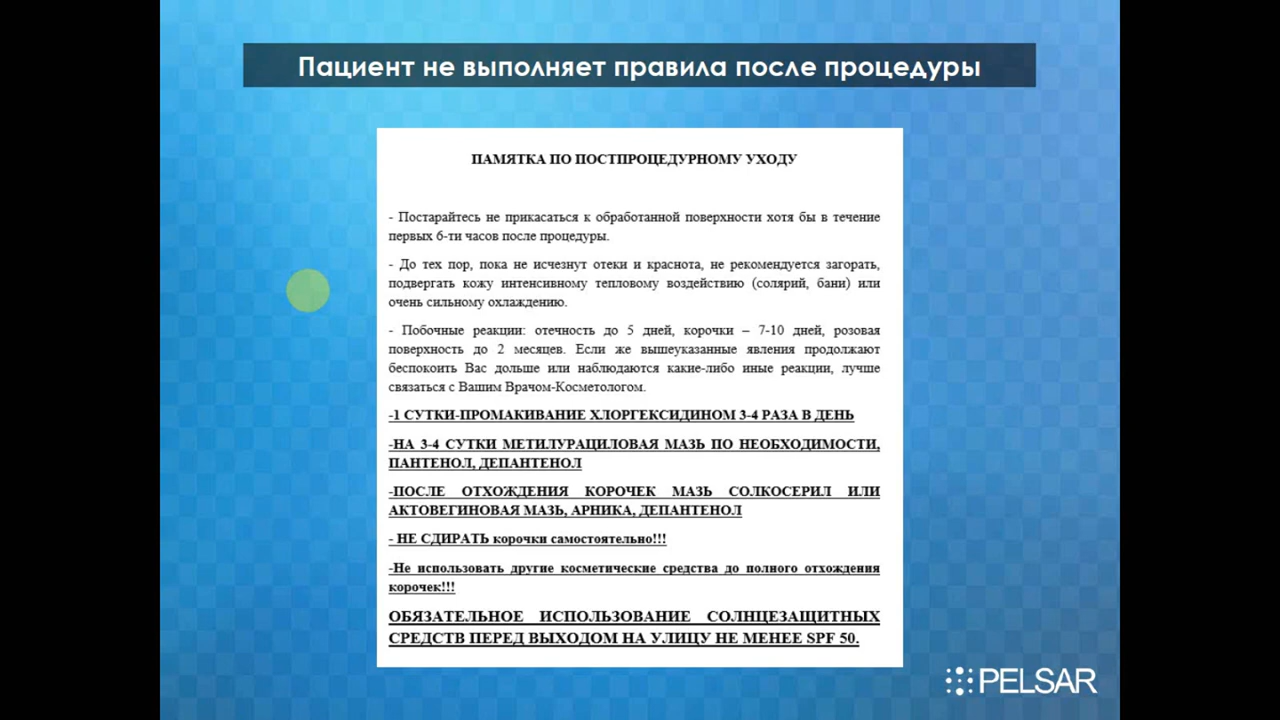 Пациент не выполняет правила после процедуры
ПАМЯТКА ПО ПОСТПРОЦЕДУРНОМУ УХОДУ
- Постарайтесь не прикасаться к обработанной поверхности хотя бы в течение
первых 6-ти часов после процедуры.
- До тех пор, пока не исчезнут отеки и краснота, не рекомендуется загорать,
подвергать кожу интенсивному тепловому воздействию (солярий, бани) или
очень сильному охлаждению.
- Побочные реакции: отечность до 5 дней, корочки – 7-10 дней, розовая
поверхность до 2 месяцев. Если же вышеуказанные явления продолжают
беспокоить Вас дольше или наблюдаются какие-либо иные реакции, лучше
связаться с Вашим Врачом-Косметологом.
-1 СУТКИ-ПРОМАКИВАНИЕ ХЛОРГЕКСИДИНОМ 3-4 РАЗА В ДЕНЬ
-НА 3-4 СУТКИ МЕТИЛУРАЦИЛОВАЯ МАЗЬ ПО НЕОБХОДИМОСТИ,
ПАНТЕНОЛ, ДЕПАНТЕНОЛ
-ПОСЛЕ ОТХОЖДЕНИЯ КОРОЧЕК МАЗЬ СОЛКОСЕРИЛ ИЛИ
АКТОВЕГИНОВАЯ МАЗЬ, АРНИКА, ДЕПАНТЕНОЛ
- НЕ СДИРАТЬ корочки самостоятельно!!!
-Не использовать другие косметические средства до полного отхождения
корочек!!!
ОБЯЗАТЕЛЬНОЕ ИСПОЛЬЗОВАНИЕ СОЛНЦЕЗАЩИТНЫХ
СРЕДСТВ ПЕРЕД ВЫХОДОМ НА УЛИЦУ НЕ МЕНЕЕ SPF 50.
PELSAR